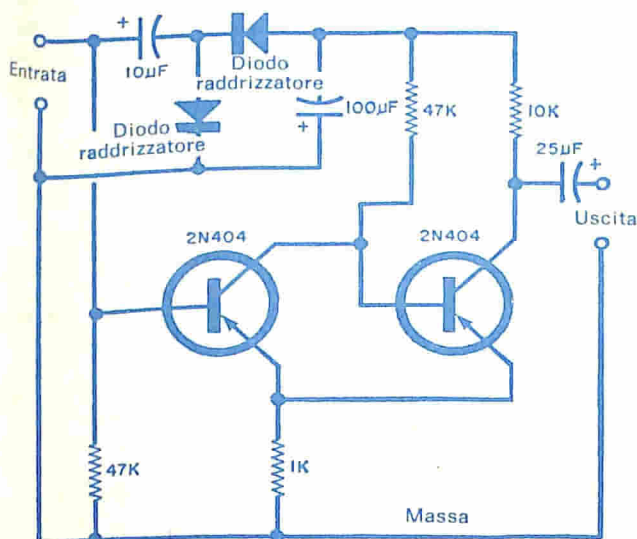 +
Entrata
10µF
Diodo
raddrizzatore
Diodo
raddrizzatore
100µF
+
47K
10K
25µF
+
Uscita
2N404
2N404
47K
1K
Massa